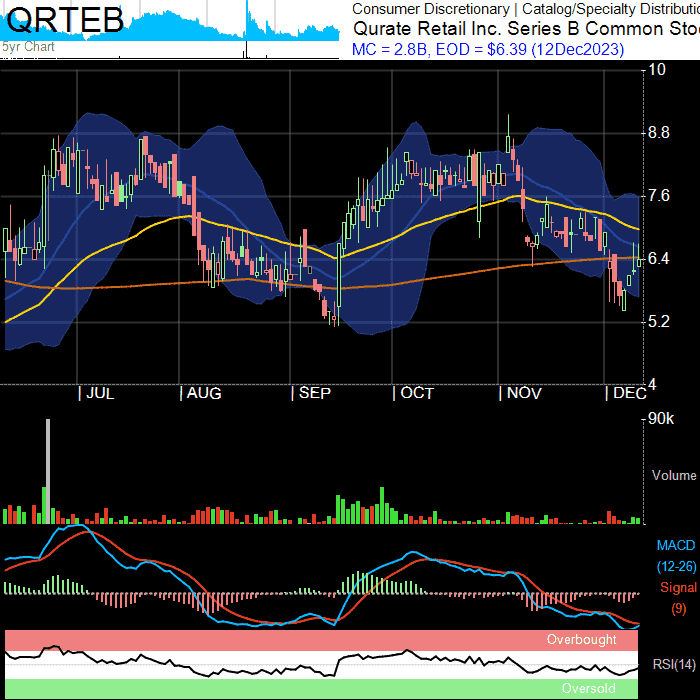 QRTEB
5yr Chart
Consumer Discretionary | Catalog/Specialty Distribut
Qurate Retail Inc. Series B Common Sto
MC = 2.8B, EOD = $6.39 (12Dec2023)
10
8.8
7.6
6.4
5.2
4
| JUL | AUG | SEP | OCT | NOV | DEC
90k
Volume
MACD
(12-26)
Signal
(9)
Overbought
RSI(14)
Oversold